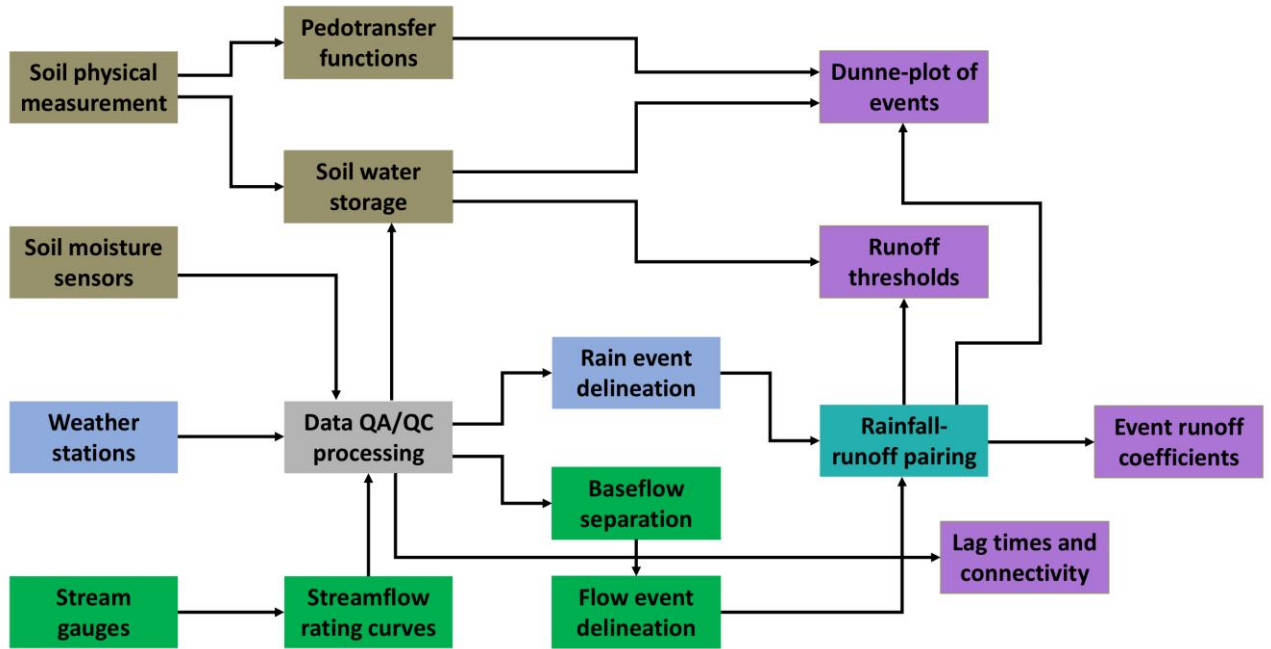 Pedotransfer
functions
Soil physical
measurement
Dunne-plot of
events
Soil water
storage
Soil moisture
sensors
Runoff
thresholds
Rain event
delineation
Weather
stations
Data QA/QC
processing
Rainfall-
runoff pairing
Event runoff
coefficients
Baseflow
separation
Lag times and
connectivity
Stream
gauges
Streamflow
rating curves
Flow event
delineation